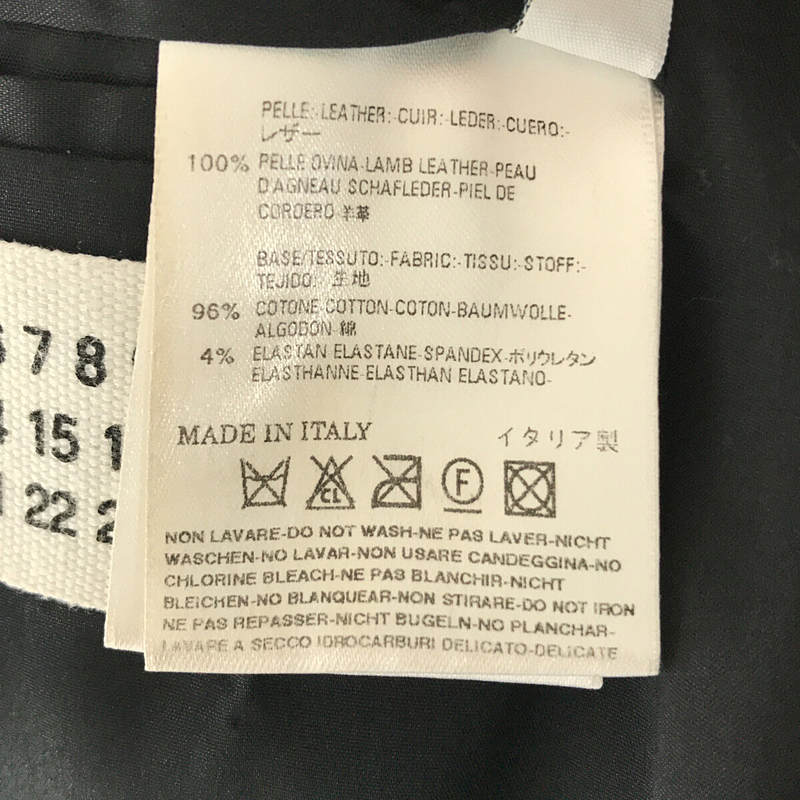 PELLE:-LEATHER:-CUIR:-LEDER:-CUERO:-
レザー
100% PELLE OVINA-LAMB LEATHER-PEAU
D'AGNEAU SCHAFLEDER-PIEL DE
CORDERO 羊革
BASE/TESSUTO:-FABRIC:-TISSU:-STOFF:-
TEJIDO: 生地
96% COTONE-COTTON-COTON-BAUMWOLLE-
ALGODON-綿
4% ELASTAN ELASTANE-SPANDEX-ポリウレタン
ELASTHANNE-ELASTHAN ELASTANO-
MADE IN ITALY イタリア製
CL F
NON LAVARE-DO NOT WASH-NE PAS LAVER-NICHT
WASCHEN-NO LAVAR-NON USARE CANDEGGINA-NO
CHLORINE BLEACH-NE PAS BLANCHIR-NICHT
BLEICHEN-NO BLANQUEAR-NON STIRARE-DO NOT IRON
NE PAS REPASSER-NICHT BUGELN-NO PLANCHAR-
LAVARE A SECCO IDROCARBURI DELICATO-DELICATE
7 8
15
22